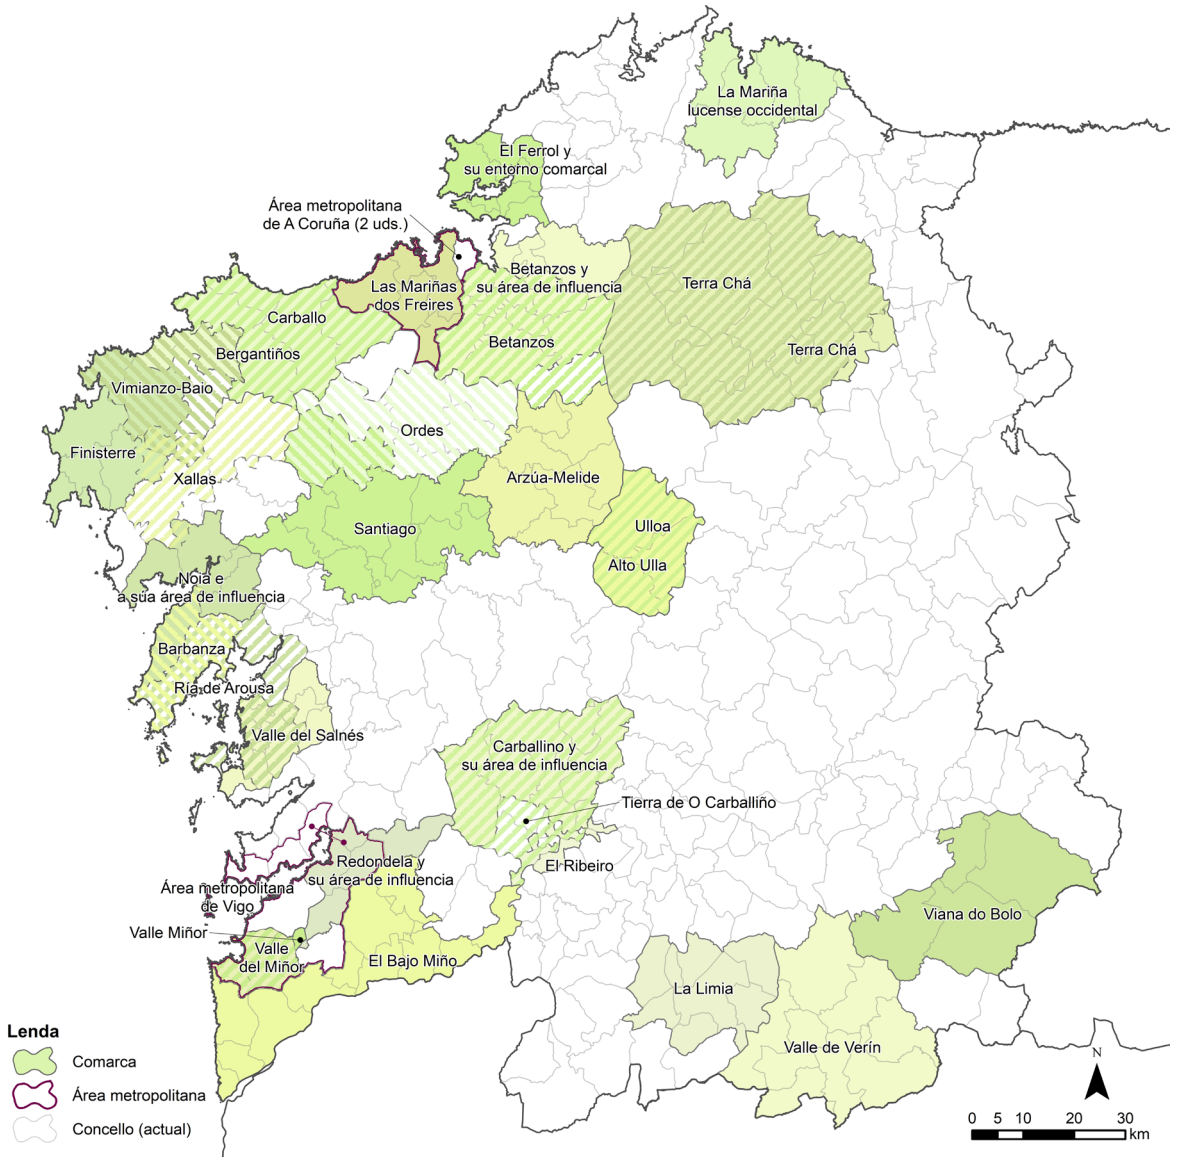 La Mariña
lucense occidental
El Ferrol y
su entorno comarcal
Área metropolitana
de A Coruña (2 uds.)
Betanzos y
su área de influencia
Las Mariñas
dos Freires
Terra Chá
Carballo
Betanzos
Terra Chá
Bergantiños
Vimianzo-Baio
Ordes
Finisterre
Xallas
Arzúa-Melide
Santiago
Ulloa
Alto Ulla
Noia e
a súa área de influencia
Barbanza
Ría de Arousa
Valle del Salnés
Carballino y
su área de influencia
Tierra de O Carballiño
Redondela y
su área de influencia
El Ribeiro
Área metropolitana
de Vigo
Valle Miñor
Valle
del Miñor
El Bajo Miño
Viana do Bolo
La Limia
Valle de Verín
Lenda
Comarca
Área metropolitana
Concello (actual)
N
0 5 10 20 30
km